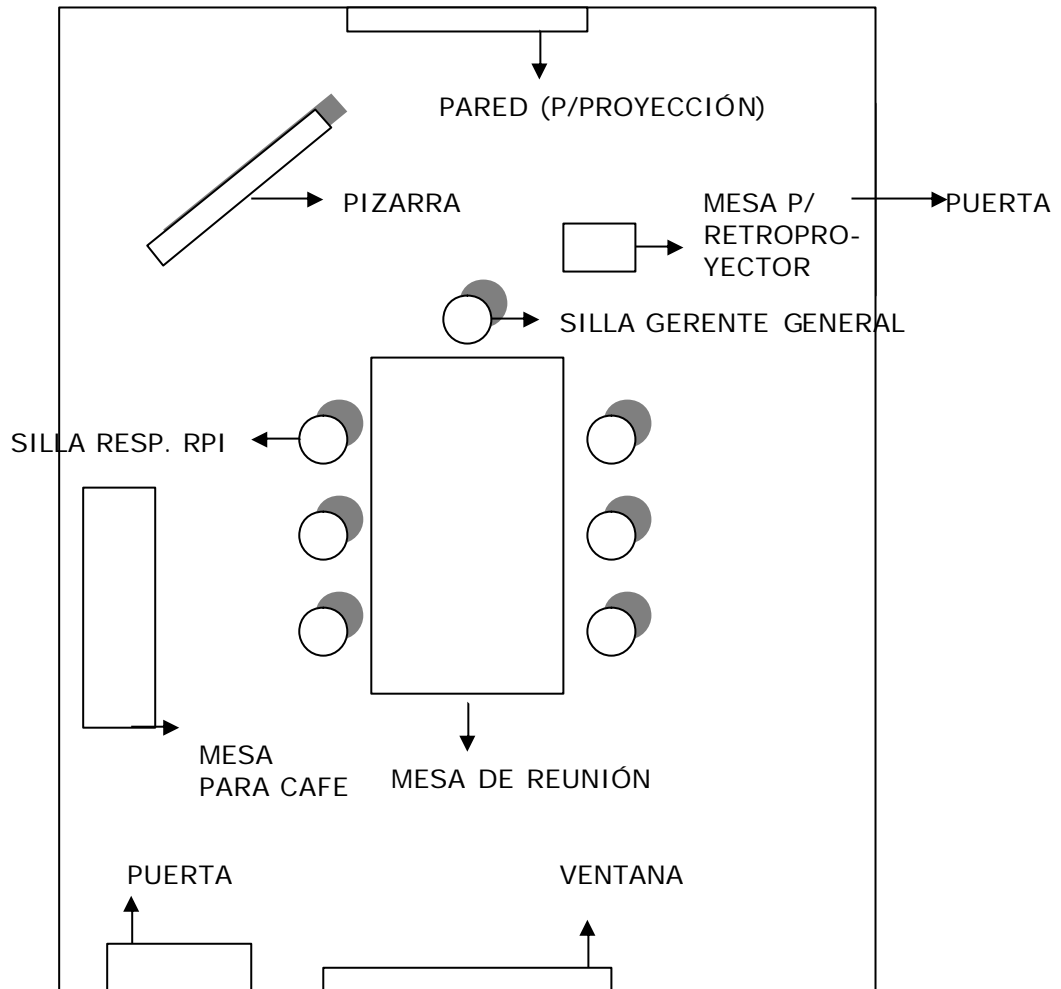 PARED (P/PROYECCIÓN)
PIZARRA
MESA P/
RETROPRO-
YECTOR
PUERTA
SILLA GERENTE GENERAL
SILLA RESP. RPI
MESA
PARA CAFE
MESA DE REUNIÓN
PUERTA
VENTANA